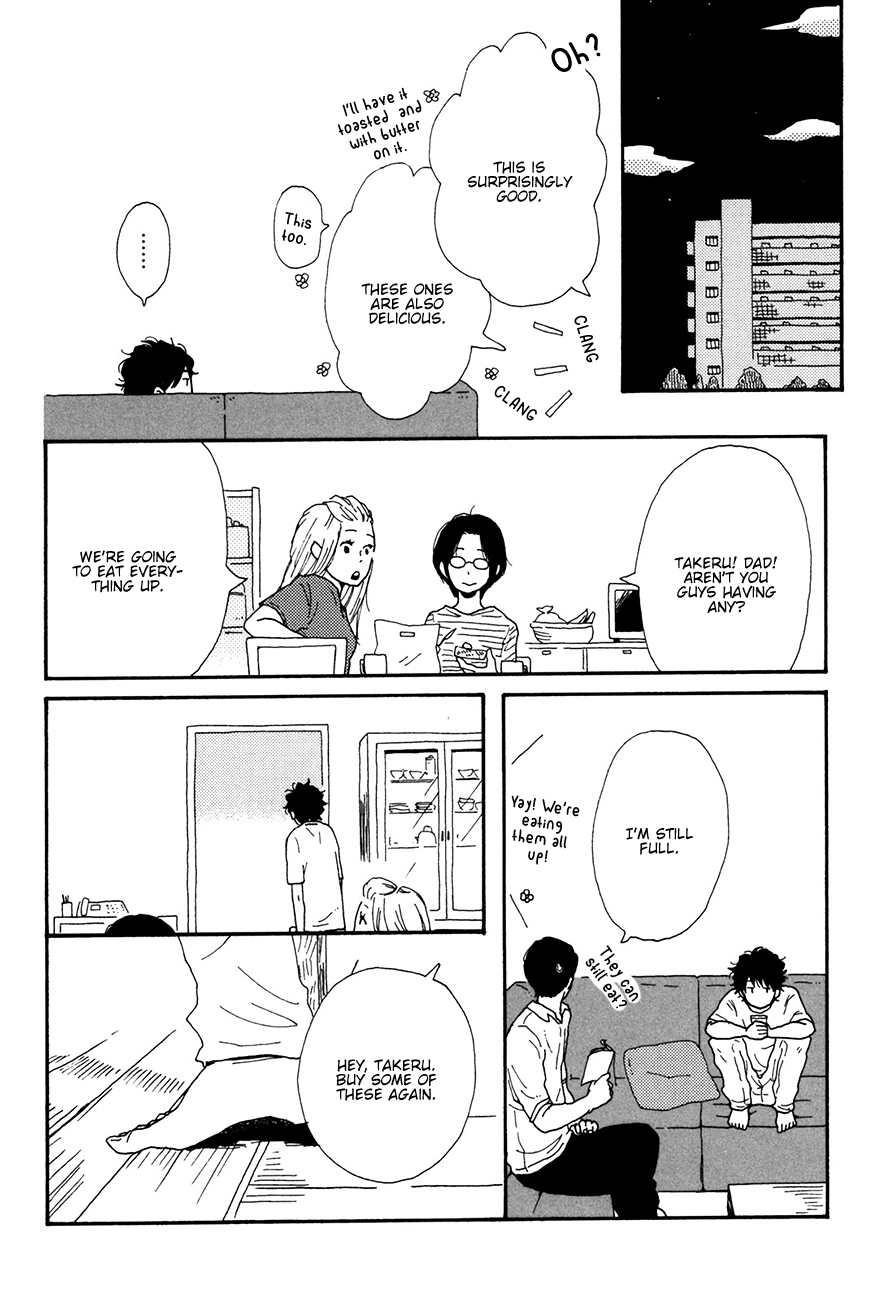 Oh?
THIS IS
SURPRISINGLY
GOOD.
I'll have it
toasted and
with butter
on it.
THESE ONES
ARE ALSO
DELICIOUS.
This
too.
CLANG
CLANG
........
TAKERU! DAD!
AREN'T YOU
GUYS HAVING
ANY?
WE'RE GOING
TO EAT EVERY-
THING UP.
I'M STILL
FULL.
Yay! We're
eating
them all
up!
They can
still eat?
HEY, TAKERU.
BUY SOME OF
THESE AGAIN.